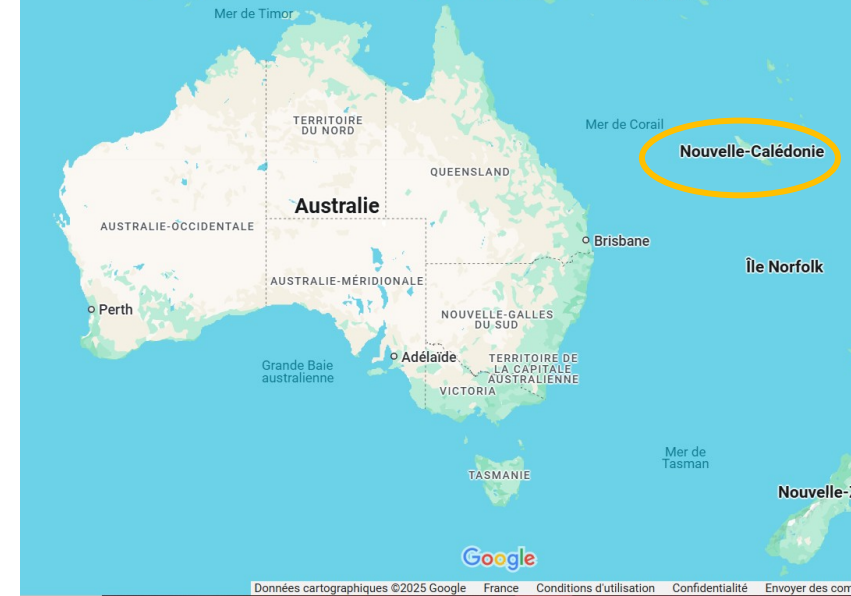 Mer de Timor
TERRITOIRE
DU NORD
Mer de Corail
Nouvelle-Calédonie
QUEENSLAND
Australie
AUSTRALIE-OCCIDENTALE
Brisbane
Île Norfolk
AUSTRALIE-MÉRIDIONALE
Perth
NOUVELLE-GALLES
DU SUD
Adélaïde
TERRITOIRE DE
LA CAPITALE
AUSTRALIENNE
Grande Baie
australienne
VICTORIA
Mer de
Tasman
TASMANIE
Nouvelle-
Google
Données cartographiques ©2025 Google France Conditions d'utilisation Confidentialité Envoyer des com